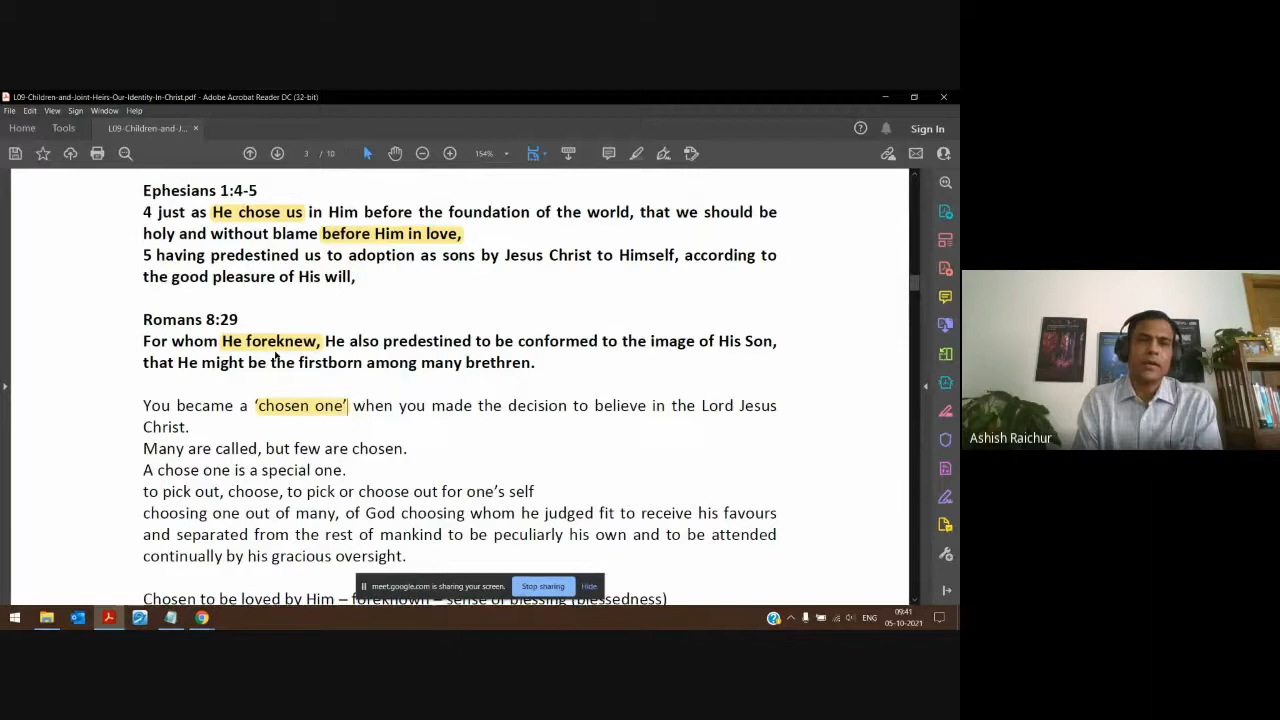 L09-Children-and-Joint-Heirs-Our-Identity-In-Christ.pdf - Adobe Acrobat Reader DC (32-bit)
File Edit View Sign Window Help
Home Tools L09-Children-and-J... × Sign In
3 / 10 154%
Ephesians 1:4-5
4 just as He chose us in Him before the foundation of the world, that we should be
holy and without blame before Him in love,
5 having predestined us to adoption as sons by Jesus Christ to Himself, according to
the good pleasure of His will,
Romans 8:29
For whom He foreknew, He also predestined to be conformed to the image of His Son,
that He might be the firstborn among many brethren.
You became a ‘chosen one’ when you made the decision to believe in the Lord Jesus
Christ.
Many are called, but few are chosen.
A chose one is a special one.
to pick out, choose, to pick or choose out for one’s self
choosing one out of many, of God choosing whom he judged fit to receive his favours
and separated from the rest of mankind to be peculiarly his own and to be attended
continually by his gracious oversight.
Chosen to be loved by Him – foreknown – sense of blessing (blessedness)
meet.google.com is sharing your screen. Stop sharing Hide
Ashish Raichur
ENG
09:41
05-10-2021